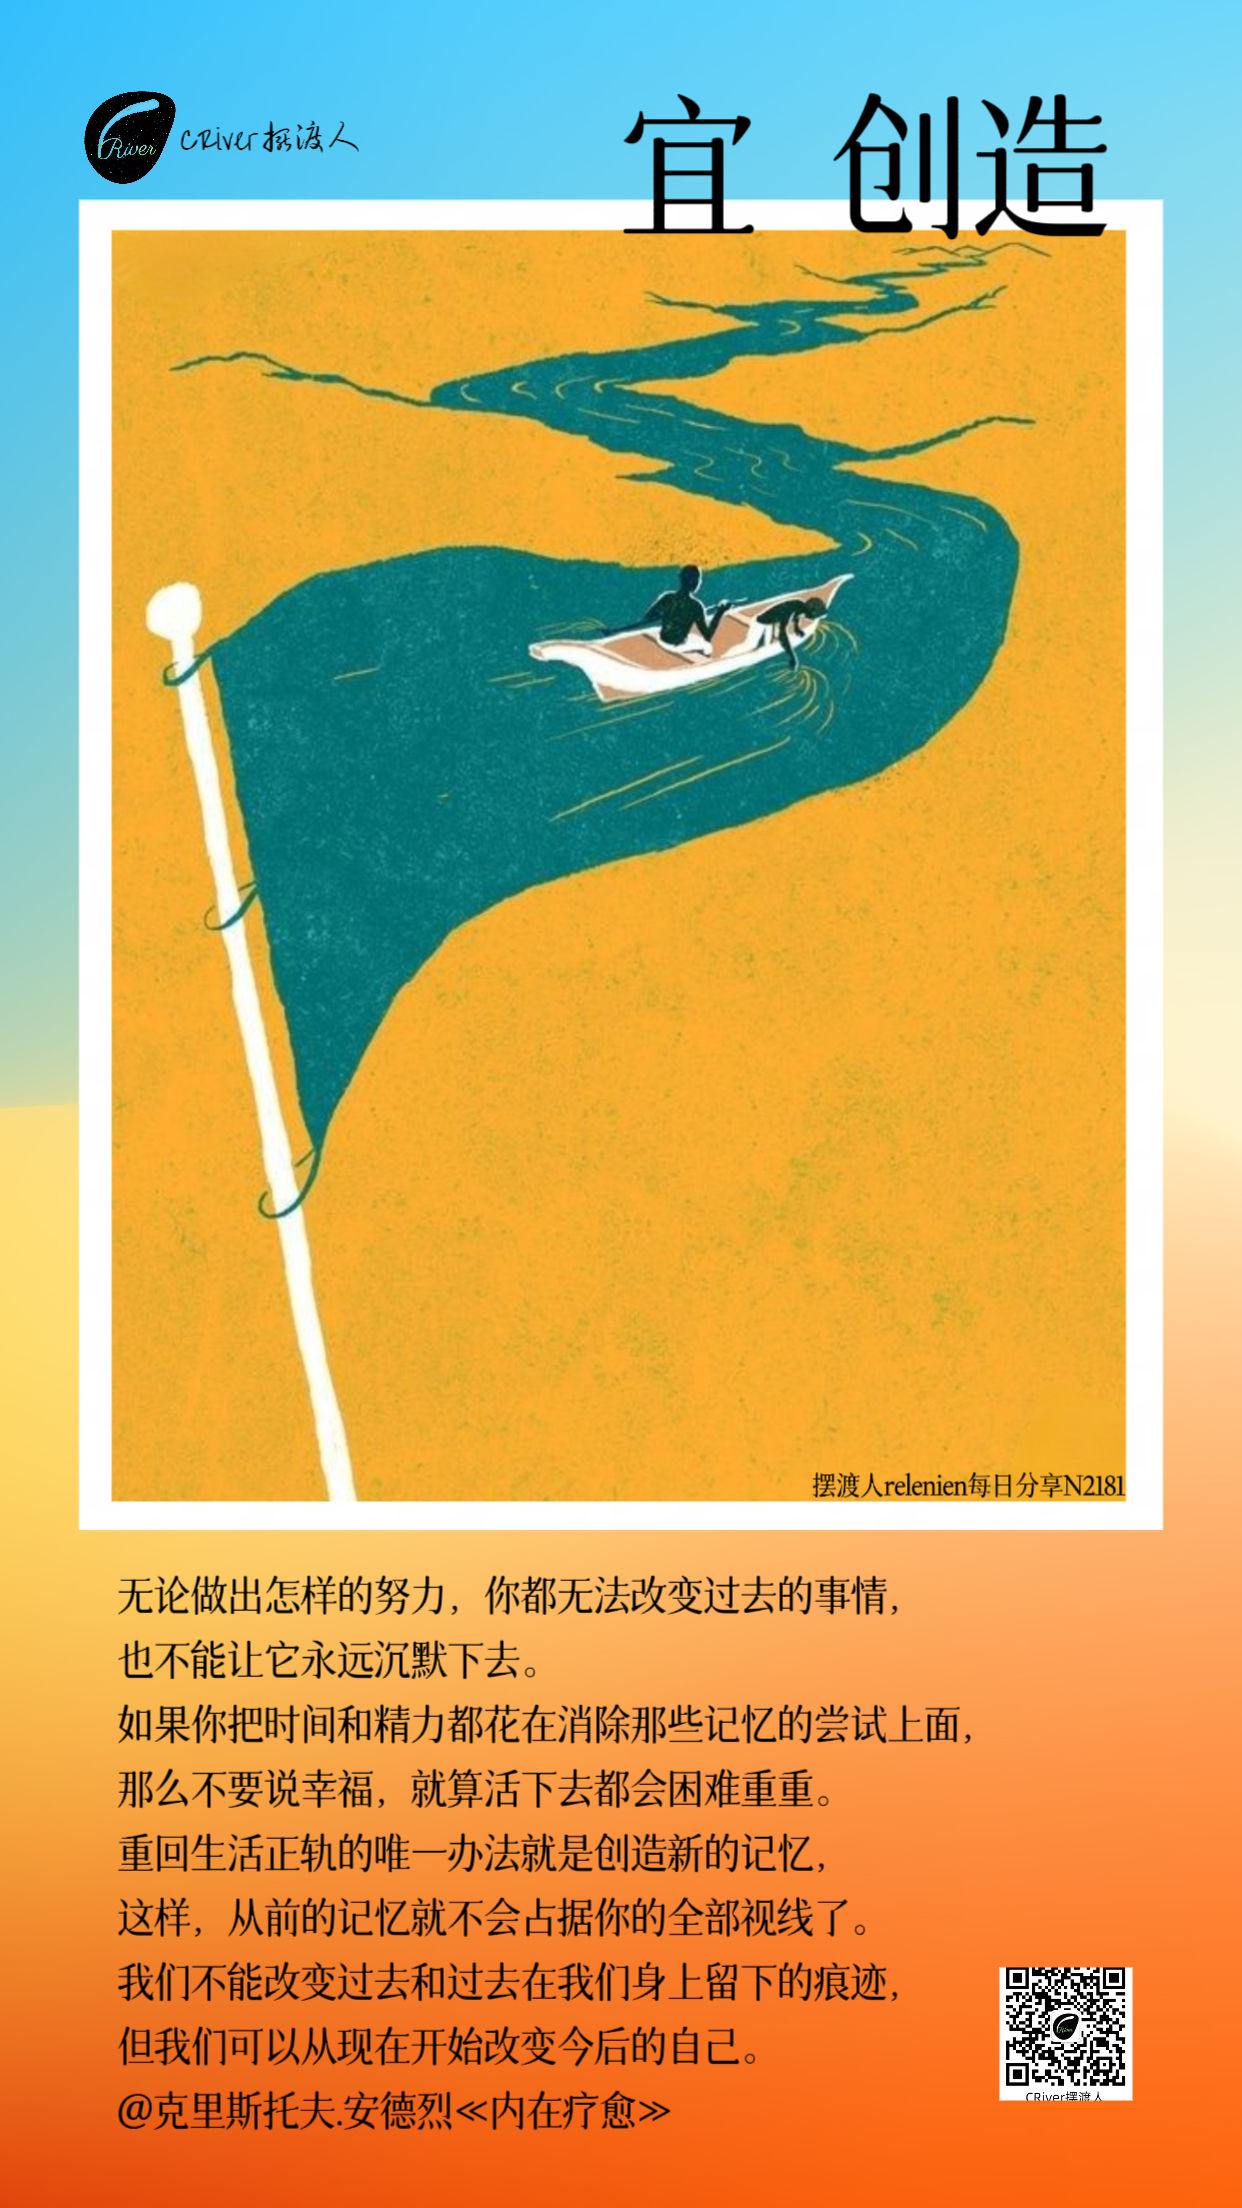 CRiver
CRiver摆渡人
宜 创造
摆渡人relenien每日分享N2181
无论做出怎样的努力，你都无法改变过去的事情，
也不能让它永远沉默下去。
如果你把时间和精力都花在消除那些记忆的尝试上面，
那么不要说幸福，就算活下去都会困难重重。
重回生活正轨的唯一办法就是创造新的记忆，
这样，从前的记忆就不会占据你的全部视线了。
我们不能改变过去和过去在我们身上留下的痕迹，
但我们可以从现在开始改变今后的自己。
@克里斯托夫.安德烈≪内在疗愈≫
CRiver摆渡人